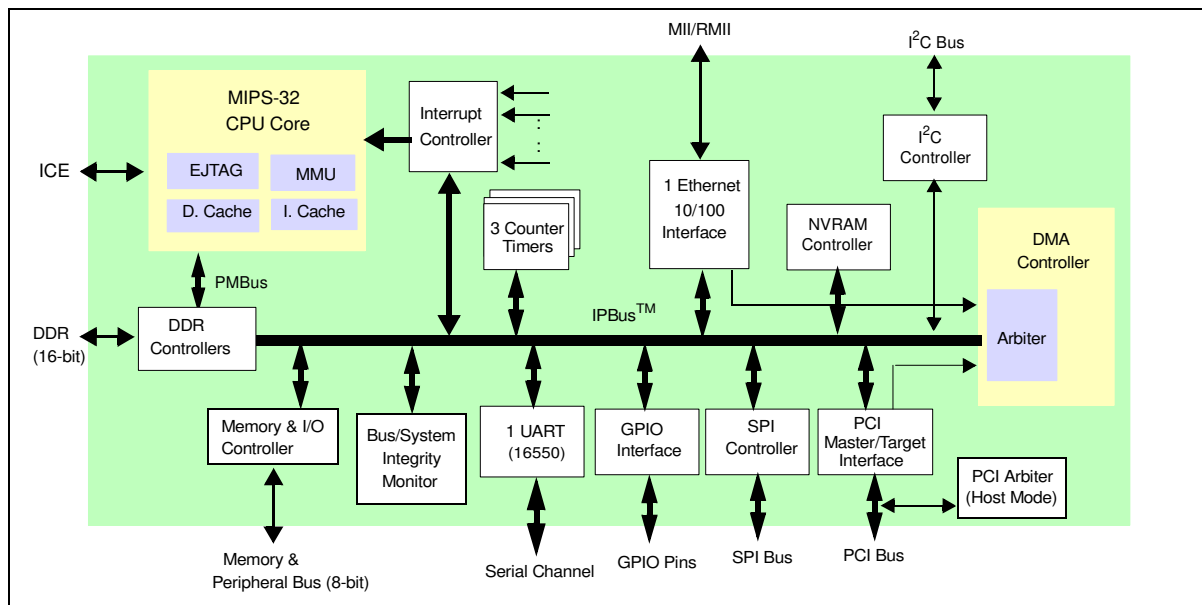 MII/RMII
I²C Bus
MIPS-32
CPU Core
EJTAG
MMU
D. Cache
I. Cache
Interrupt
Controller
ICE
I²C
Controller
1 Ethernet
10/100
Interface
3 Counter
Timers
NVRAM
Controller
DMA
Controller
Arbiter
PMBus
IPBus™
DDR
(16-bit)
DDR
Controllers
Memory & I/O
Controller
Bus/System
Integrity
Monitor
1 UART
(16550)
GPIO
Interface
SPI
Controller
PCI
Master/Target
Interface
PCI Arbiter
(Host Mode)
Memory &
Peripheral Bus (8-bit)
Serial Channel
GPIO Pins
SPI Bus
PCI Bus